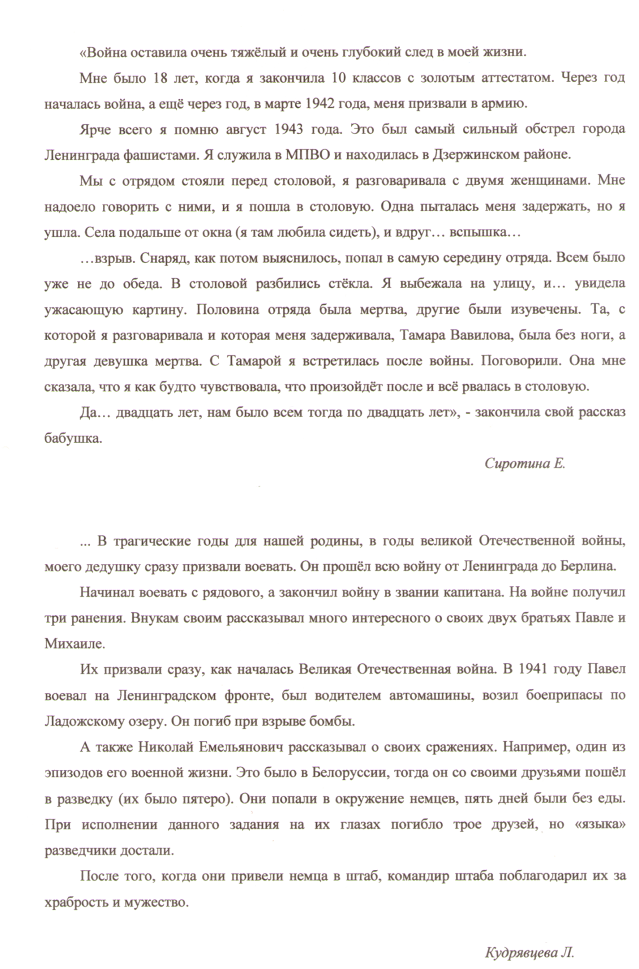 «Война оставила очень тяжёлый и очень глубокий след в моей жизни.
Мне было 18 лет, когда я закончила 10 классов с золотым аттестатом. Через год
началась война, а ещё через год, в марте 1942 года, меня призвали в армию.
Ярче всего я помню август 1943 года. Это был самый сильный обстрел города
Ленинграда фашистами. Я служила в МПВО и находилась в Дзержинском районе.
Мы с отрядом стояли перед столовой, я разговаривала с двумя женщинами. Мне
надоело говорить с ними, и я пошла в столовую. Одна пыталась меня задержать, но я
ушла. Села подальше от окна (я там любила сидеть), и вдруг… вспышка…
…взрыв. Снаряд, как потом выяснилось, попал в самую середину отряда. Всем было
уже не до обеда. В столовой разбились стёкла. Я выбежала на улицу, и… увидела
ужасающую картину. Половина отряда была мертва, другие были изувечены. Та, с
которой я разговаривала и которая меня задерживала, Тамара Вавилова, была без ноги, а
другая девушка мертва. С Тамарой я встретилась после войны. Поговорили. Она мне
сказала, что я как будто чувствовала, что произойдёт после и всё рвалась в столовую.
Да… двадцать лет, нам было всем тогда по двадцать лет», - закончила свой рассказ
бабушка.
Сиротина Е.
... В трагические годы для нашей родины, в годы великой Отечественной войны,
моего дедушку сразу призвали воевать. Он прошёл всю войну от Ленинграда до Берлина.
Начинал воевать с рядового, а закончил войну в звании капитана. На войне получил
три ранения. Внукам своим рассказывал много интересного о своих двух братьях Павле и
Михаиле.
Их призвали сразу, как началась Великая Отечественная война. В 1941 году Павел
воевал на Ленинградском фронте, был водителем автомашины, возил боеприпасы по
Ладожскому озеру. Он погиб при взрыве бомбы.
А также Николай Емельянович рассказывал о своих сражениях. Например, один из
эпизодов его военной жизни. Это было в Белоруссии, тогда он со своими друзьями пошёл
в разведку (их было пятеро). Они попали в окружение немцев, пять дней были без еды.
При исполнении данного задания на их глазах погибло трое друзей, но «языка»
разведчики достали.
После того, когда они привели немца в штаб, командир штаба поблагодарил их за
храбрость и мужество.
Кудрявцева Л.